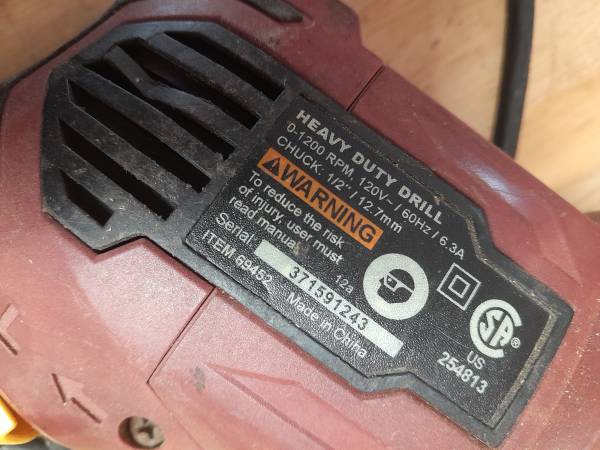 HEAVY DUTY DRILL
0-1200 RPM, 120V~ / 60Hz / 6.3A
CHUCK: 1/2" / 12.7mm
WARNING
To reduce the risk
of injury, user must
read manual.
12a
Serial 371591243
ITEM 69452 Made in China
SA ®
US
254813
L